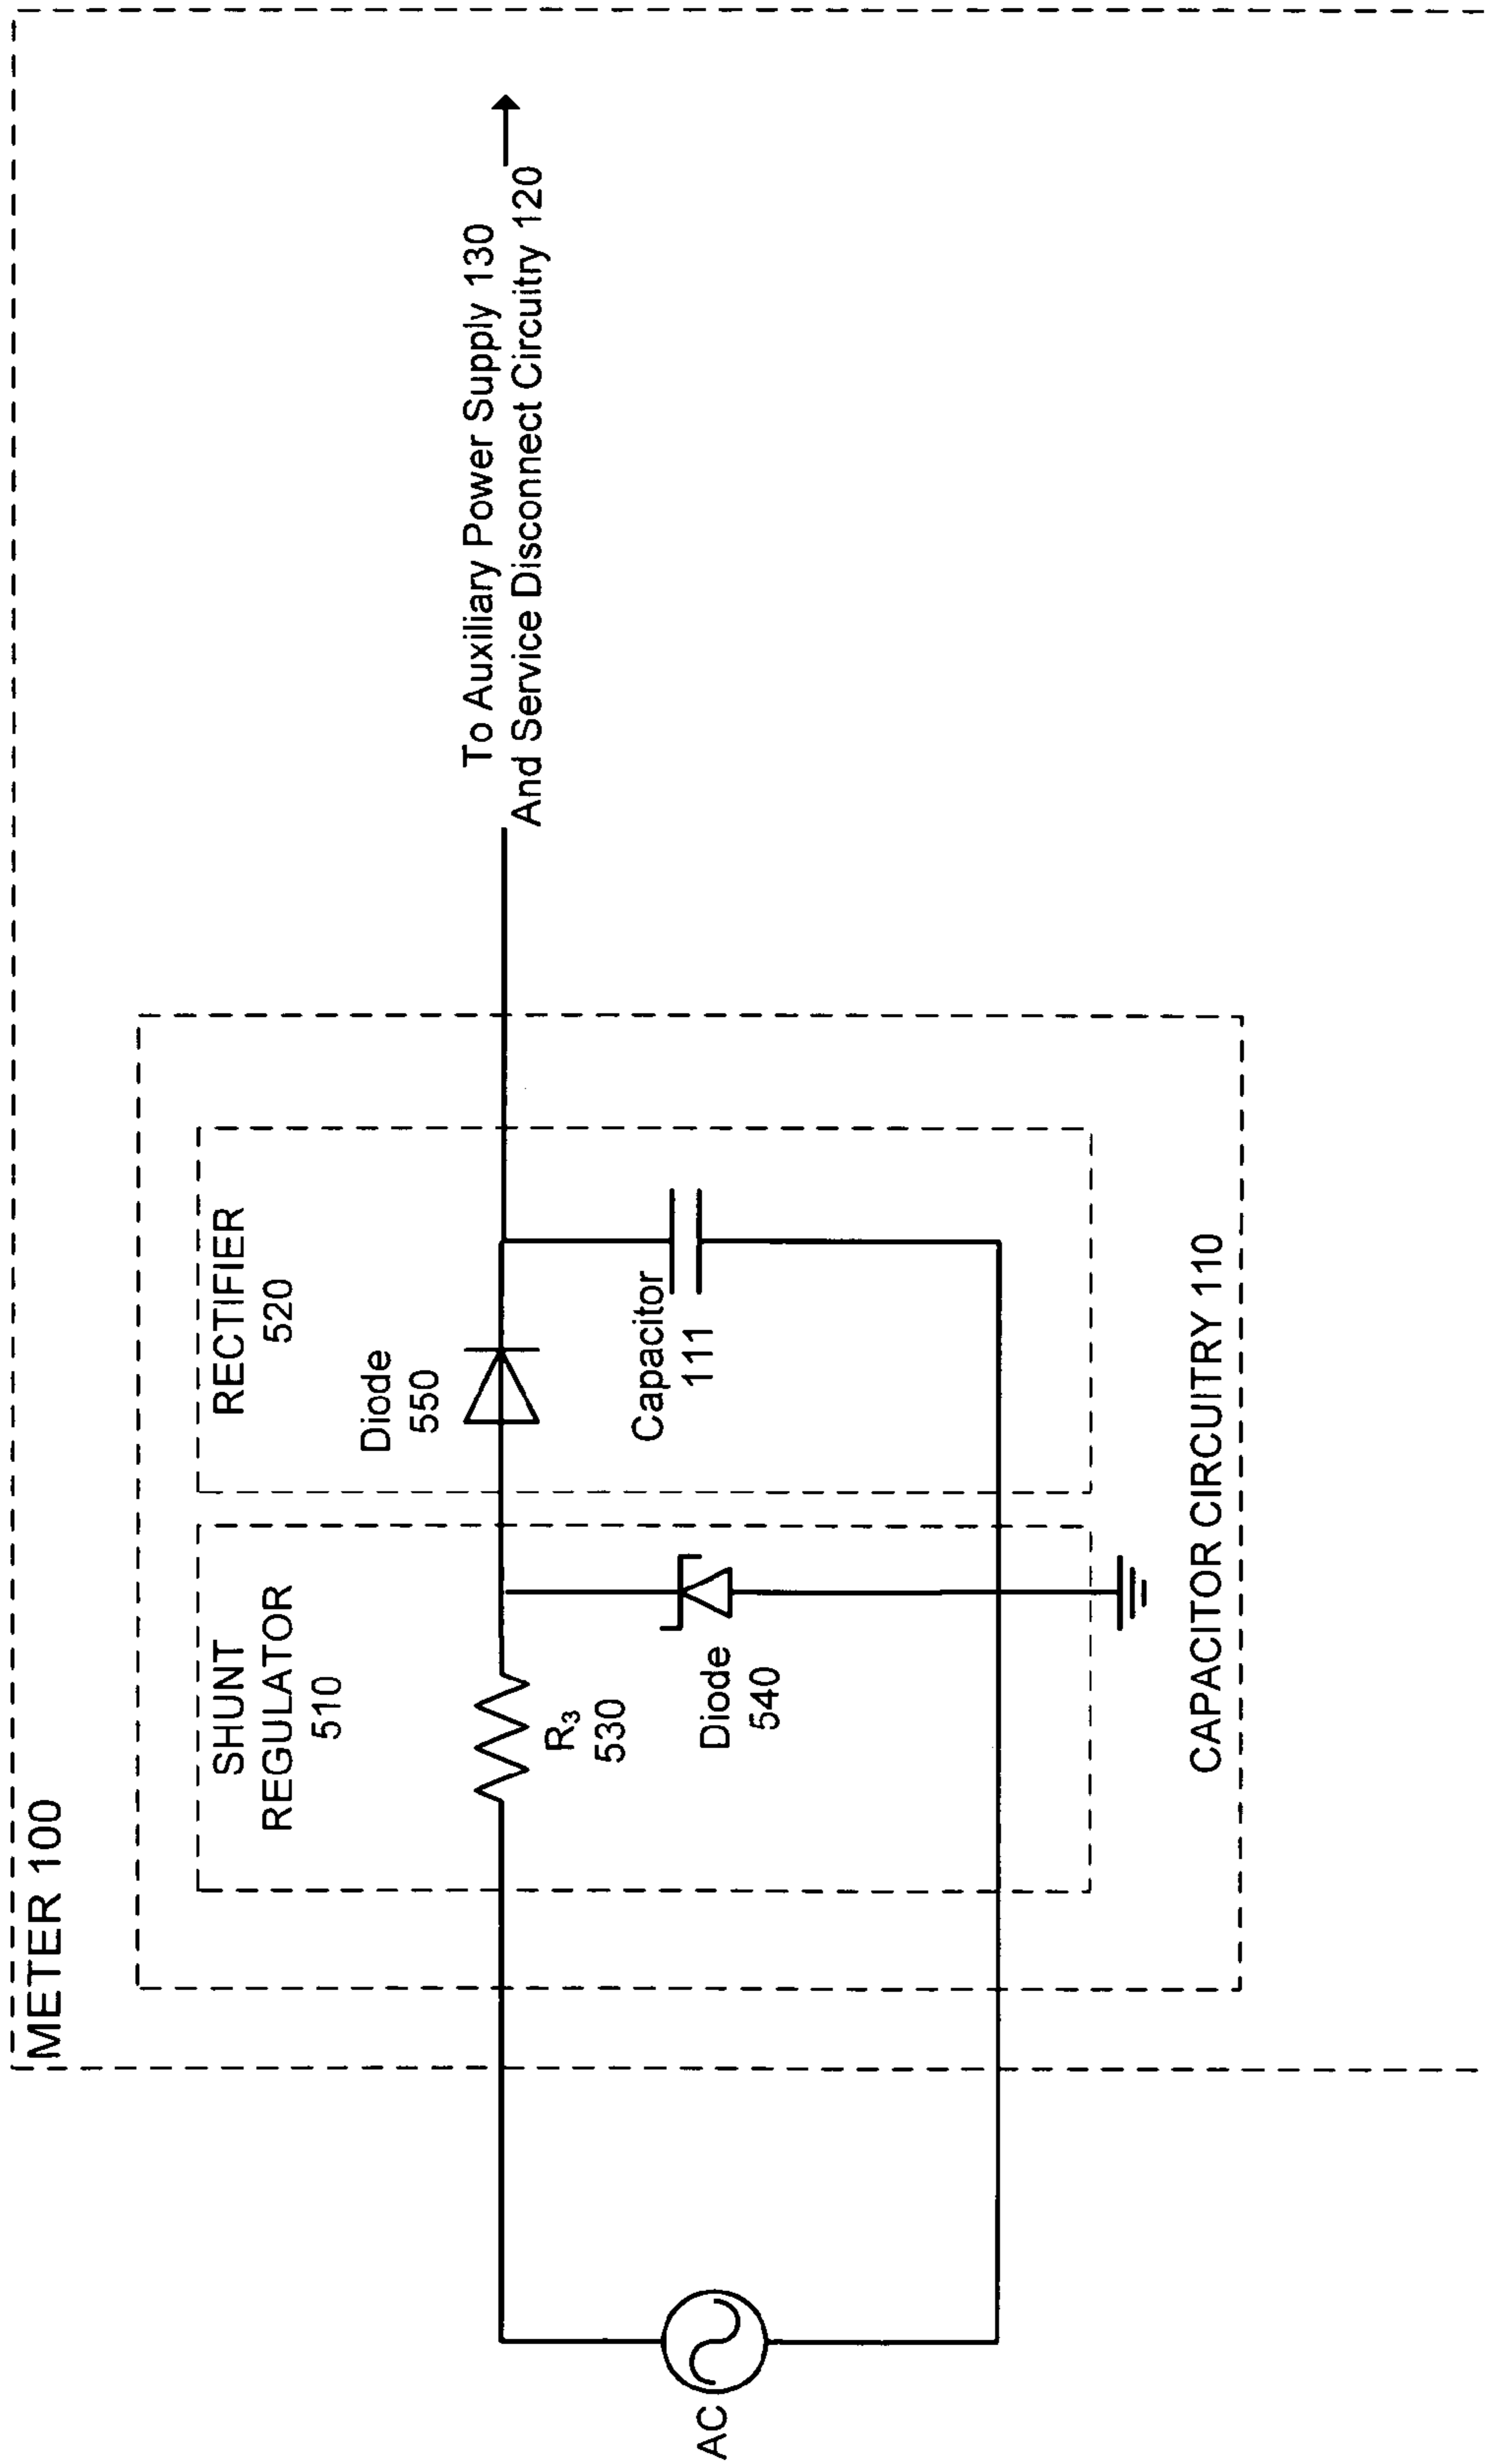 METER 100
SHUNT
REGULATOR
510
RECTIFIER
520
R₃
530
Diode
540
Diode
550
Capacitor
111
To Auxiliary Power Supply 130
And Service Disconnect Circuitry 120
AC
CAPACITOR CIRCUITRY 110